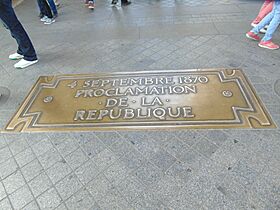 4 SEPTEMBRE 1870
PROCLAMATION
· DE · LA ·
REPUBLIQUE